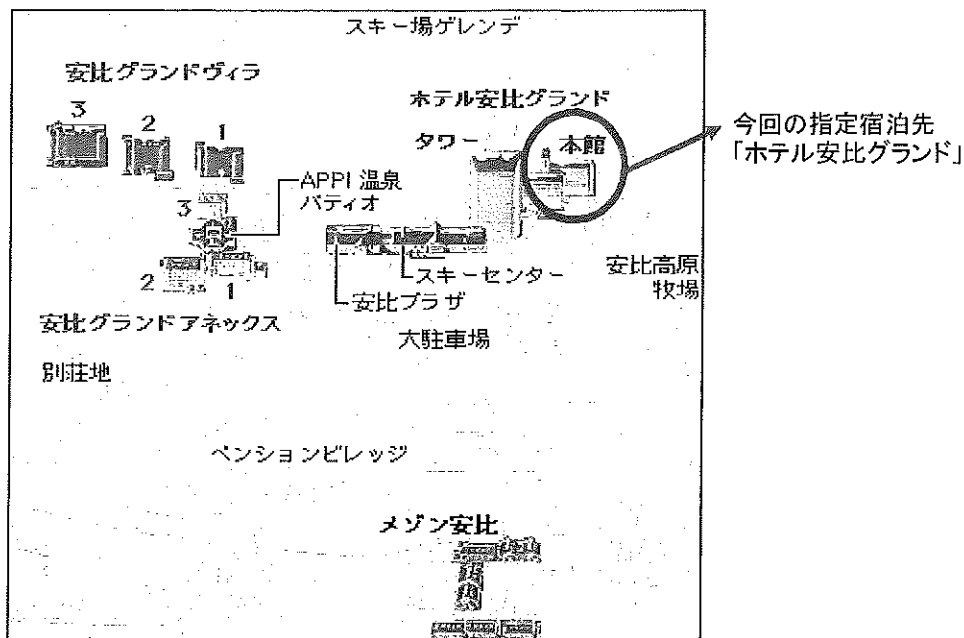 スキー場ゲレンデ
安比グランドヴィラ
3
2
1
ホテル安比グランド
タワー
本館
今回の指定宿泊先
「ホテル安比グランド」
APPI 温泉
パティオ
3
2
1
安比グランドアネックス
スキーセンター
安比プラザ
安比高原
牧場
大駐車場
別荘地
ペンションビレッジ
メゾン安比